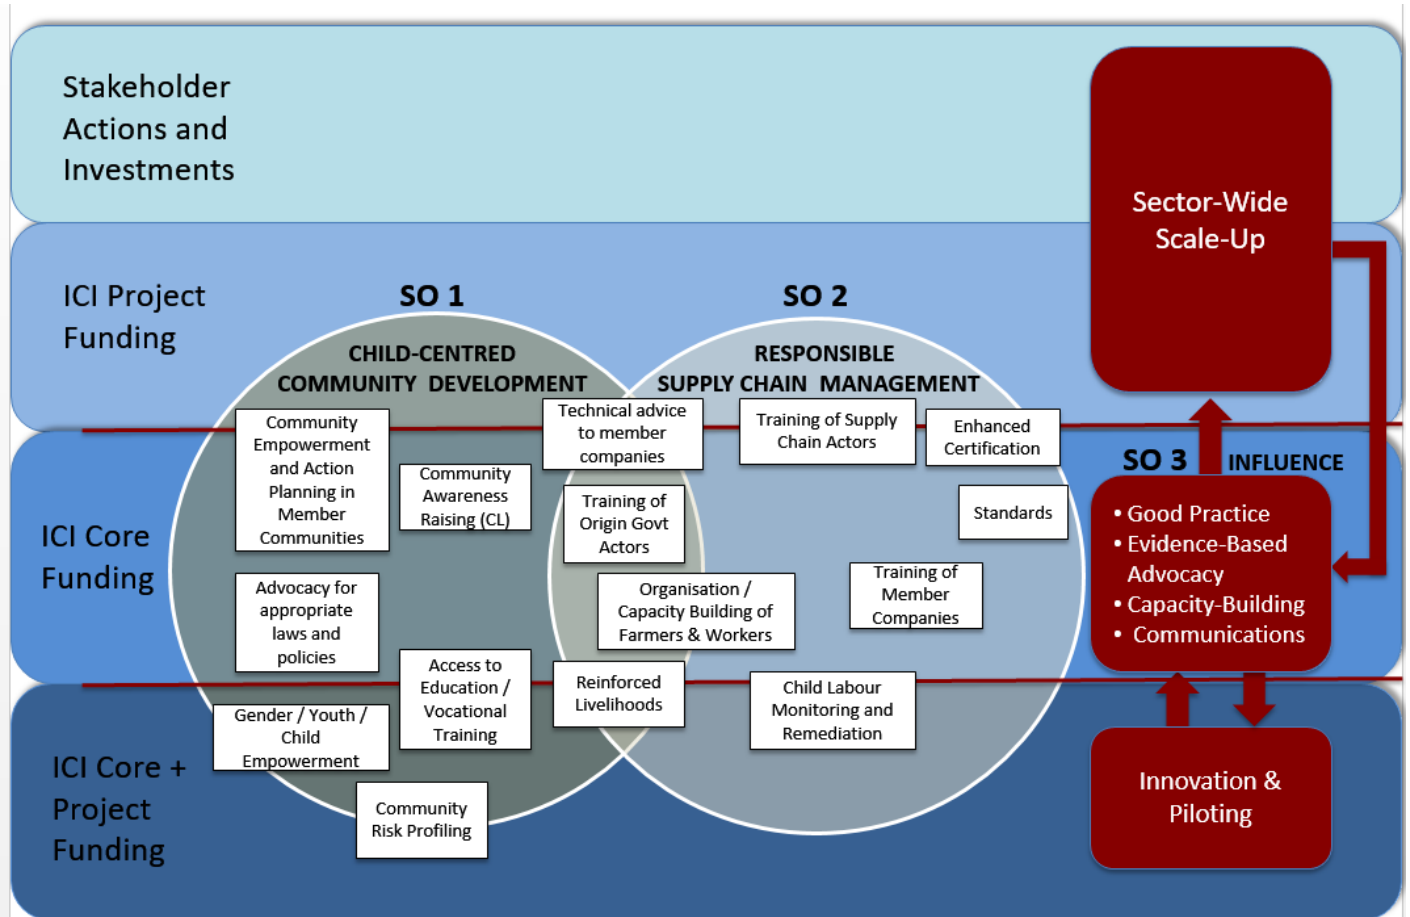 Stakeholder
Actions and
Investments
Sector-Wide
Scale-Up
ICI Project
Funding
SO 1
SO 2
CHILD-CENTRED
COMMUNITY DEVELOPMENT
RESPONSIBLE
SUPPLY CHAIN MANAGEMENT
Community
Empowerment
and Action
Planning in
Member
Communities
Community
Awareness
Raising (CL)
Technical advice
to member
companies
Training of Supply
Chain Actors
Enhanced
Certification
Training of
Origin Govt
Actors
Standards
SO 3 INFLUENCE
• Good Practice
• Evidence-Based
Advocacy
• Capacity-Building
• Communications
ICI Core
Funding
Advocacy for
appropriate
laws and
policies
Organisation /
Capacity Building of
Farmers & Workers
Training of
Member
Companies
Access to
Education /
Vocational
Training
Reinforced
Livelihoods
Child Labour
Monitoring and
Remediation
Gender / Youth /
Child
Empowerment
Community
Risk Profiling
ICI Core +
Project
Funding
Innovation &
Piloting